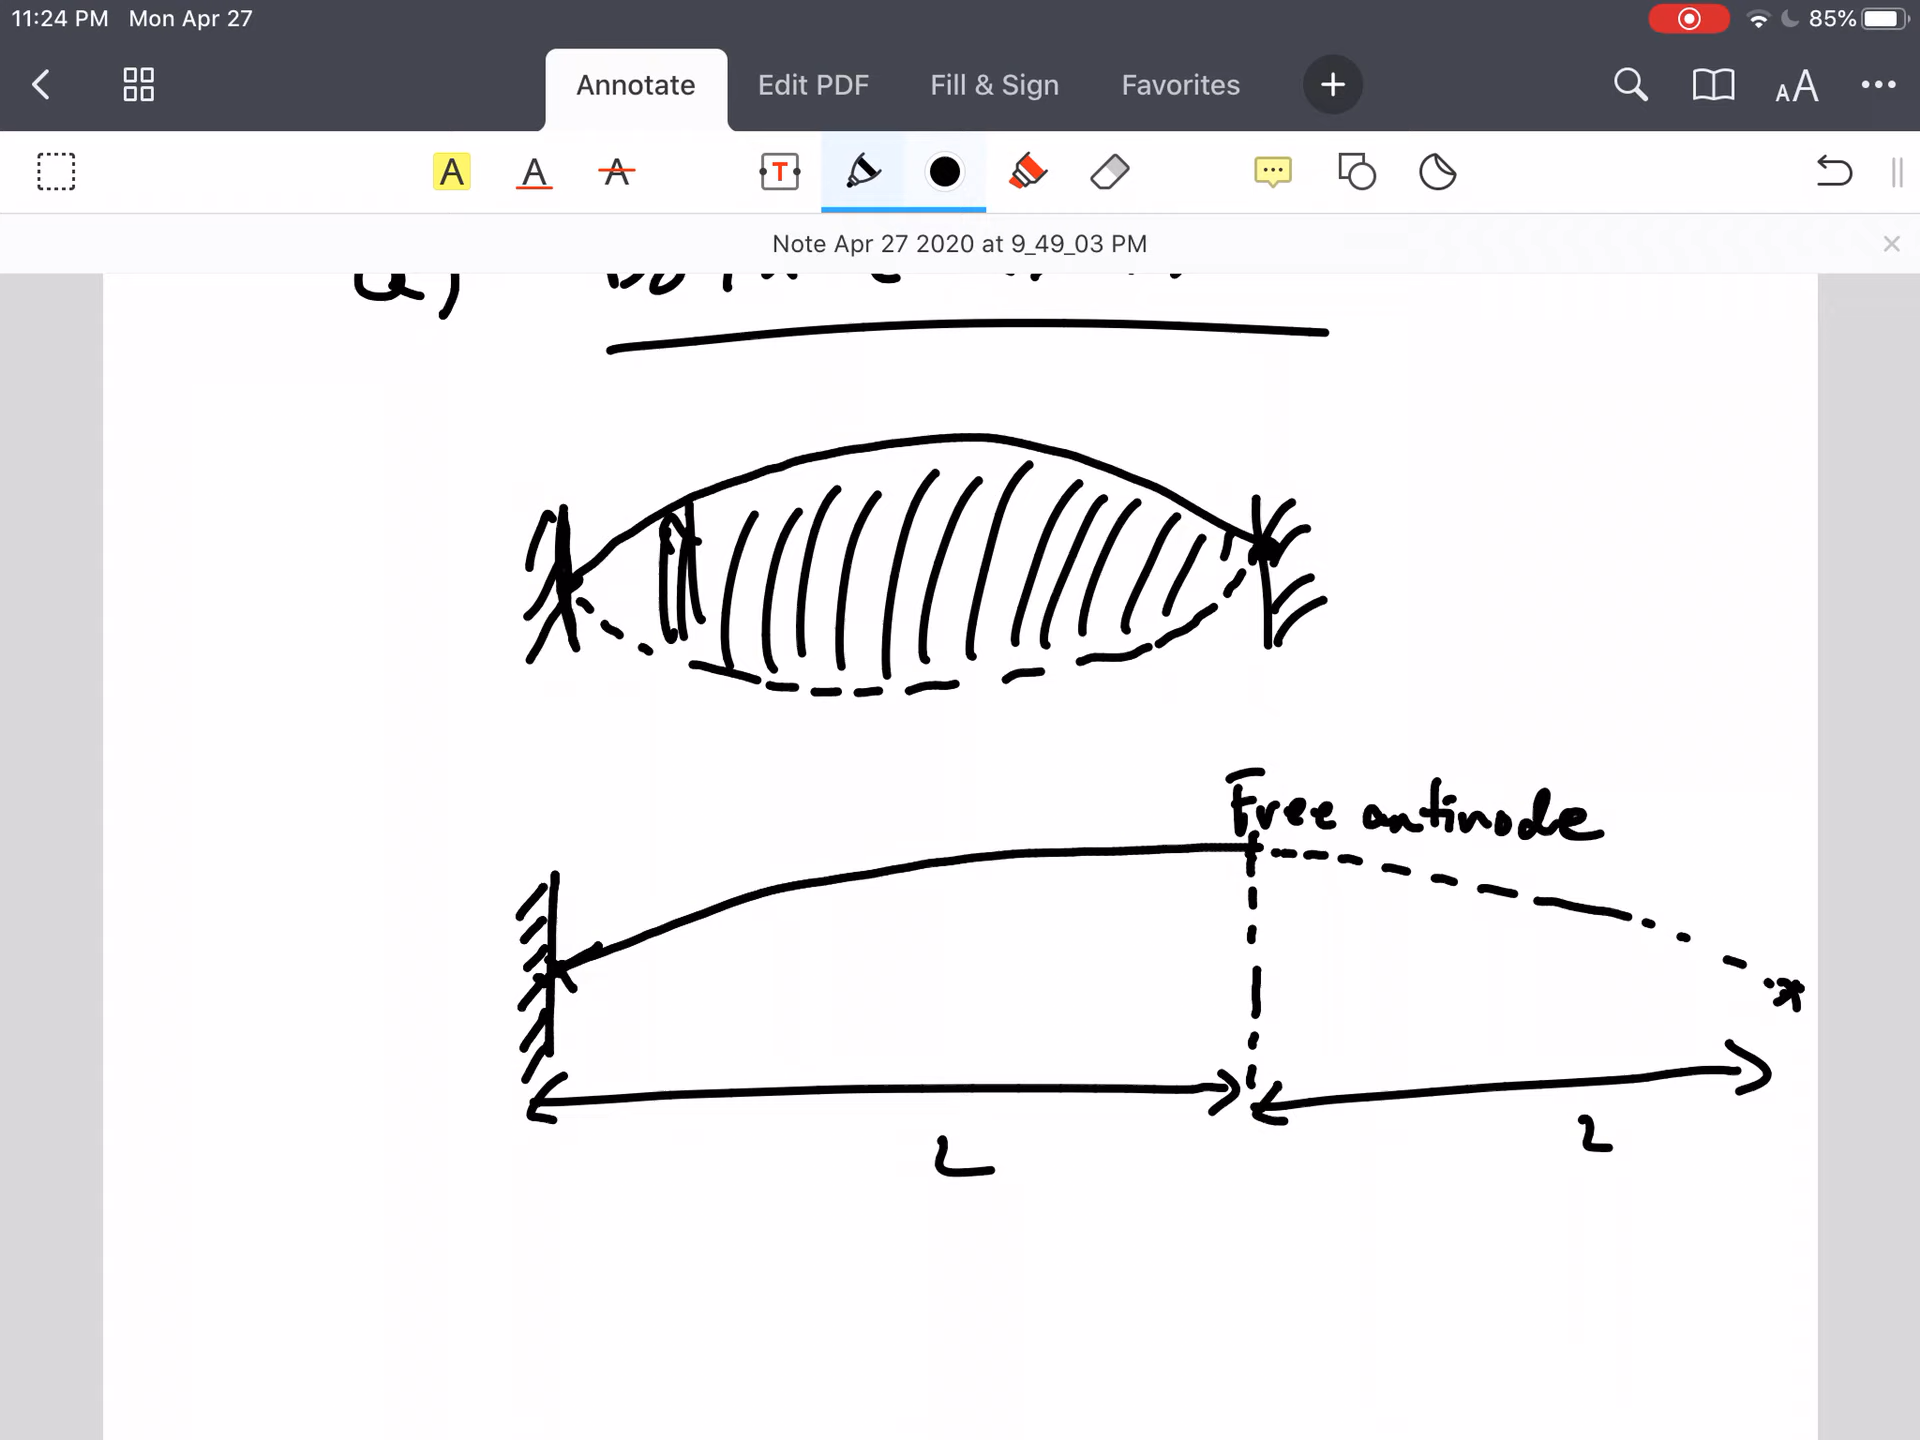 11:24 PM Mon Apr 27
85%
Annotate Edit PDF Fill & Sign Favorites
A A A T
Note Apr 27 2020 at 9_49_03 PM
Free antinode
L
L